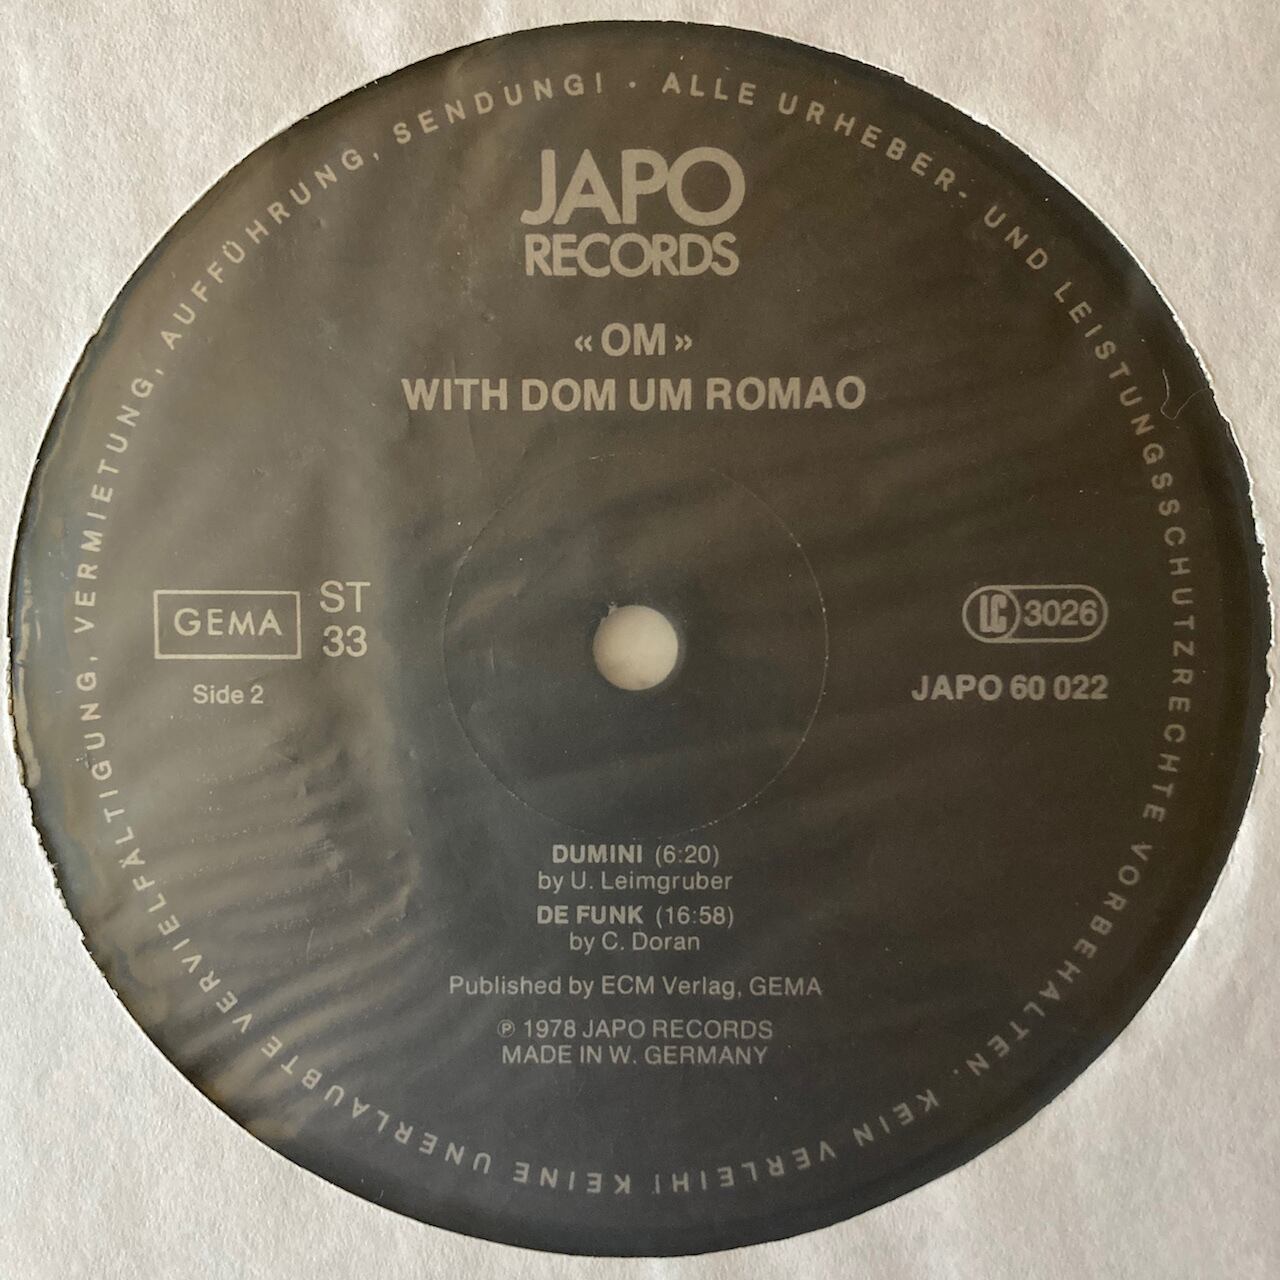 ALLE URHEBER- UND LEISTUNGSSCHUTZRECHTE VORBEHALTEN. KEIN VERLEIH! KEINE UNERLAUBTE VERVIELFÄLTIGUNG, VERMIETUNG, AUFFÜHRUNG, SENDUNG! ·
JAPO
RECORDS
«OM»
WITH DOM UM ROMAO
GEMA
ST
33
Side 2
LC 3026
JAPO 60 022
DUMINI (6:20)
by U. Leimgruber
DE FUNK (16:58)
by C. Doran
Published by ECM Verlag, GEMA
℗ 1978 JAPO RECORDS
MADE IN W. GERMANY